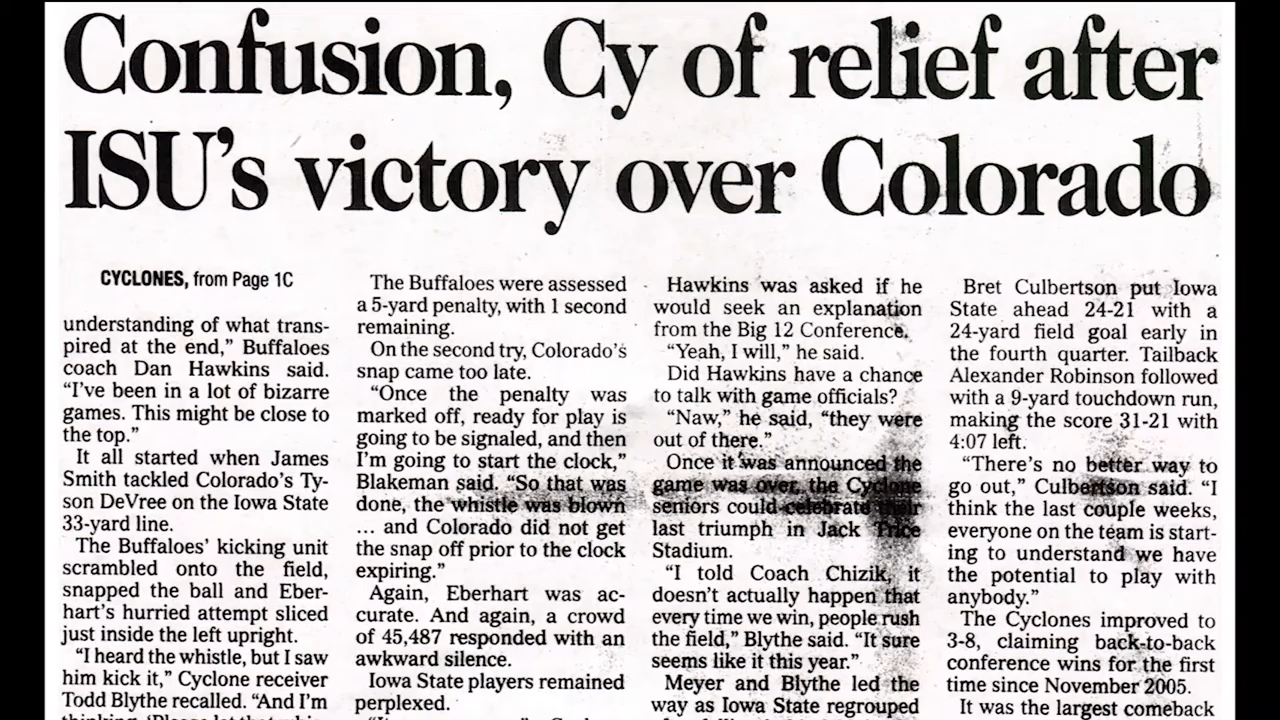 Confusion, Cy of relief after
ISU's victory over Colorado
CYCLONES, from Page 1C
understanding of what trans-
pired at the end,” Buffaloes
coach Dan Hawkins said.
“I've been in a lot of bizarre
games. This might be close to
the top.”
It all started when James
Smith tackled Colorado's Ty-
son DeVree on the Iowa State
33-yard line.
The Buffaloes' kicking unit
scrambled onto the field,
snapped the ball and Eber-
hart's hurried attempt sliced
just inside the left upright.
“I heard the whistle, but I saw
him kick it,” Cyclone receiver
Todd Blythe recalled. “And I'm
The Buffaloes were assessed
a 5-yard penalty, with 1 second
remaining.
On the second try, Colorado's
snap came too late.
“Once the penalty was
marked off, ready for play is
going to be signaled, and then
I'm going to start the clock,”
Blakeman said. “So that was
done, the whistle was blown
... and Colorado did not get
the snap off prior to the clock
expiring.”
Again, Eberhart was ac-
curate. And again, a crowd
of 45,487 responded with an
awkward silence.
Iowa State players remained
perplexed.
Hawkins was asked if he
would seek an explanation
from the Big 12 Conference.
“Yeah, I will,” he said.
Did Hawkins have a chance
to talk with game officials?
“Naw,” he said, “they were
out of there.”
Once it was announced the
game was over, the Cyclone
seniors could celebrate their
last triumph in Jack Trice
Stadium.
“I told Coach Chizik, it
doesn't actually happen that
every time we win, people rush
the field,” Blythe said. “It sure
seems like it this year.”
Meyer and Blythe led the
way as Iowa State regrouped
Bret Culbertson put Iowa
State ahead 24-21 with a
24-yard field goal early in
the fourth quarter. Tailback
Alexander Robinson followed
with a 9-yard touchdown run,
making the score 31-21 with
4:07 left.
“There's no better way to
go out,” Culbertson said. “I
think the last couple weeks,
everyone on the team is start-
ing to understand we have
the potential to play with
anybody.”
The Cyclones improved to
3-8, claiming back-to-back
conference wins for the first
time since November 2005.
It was the largest comeback